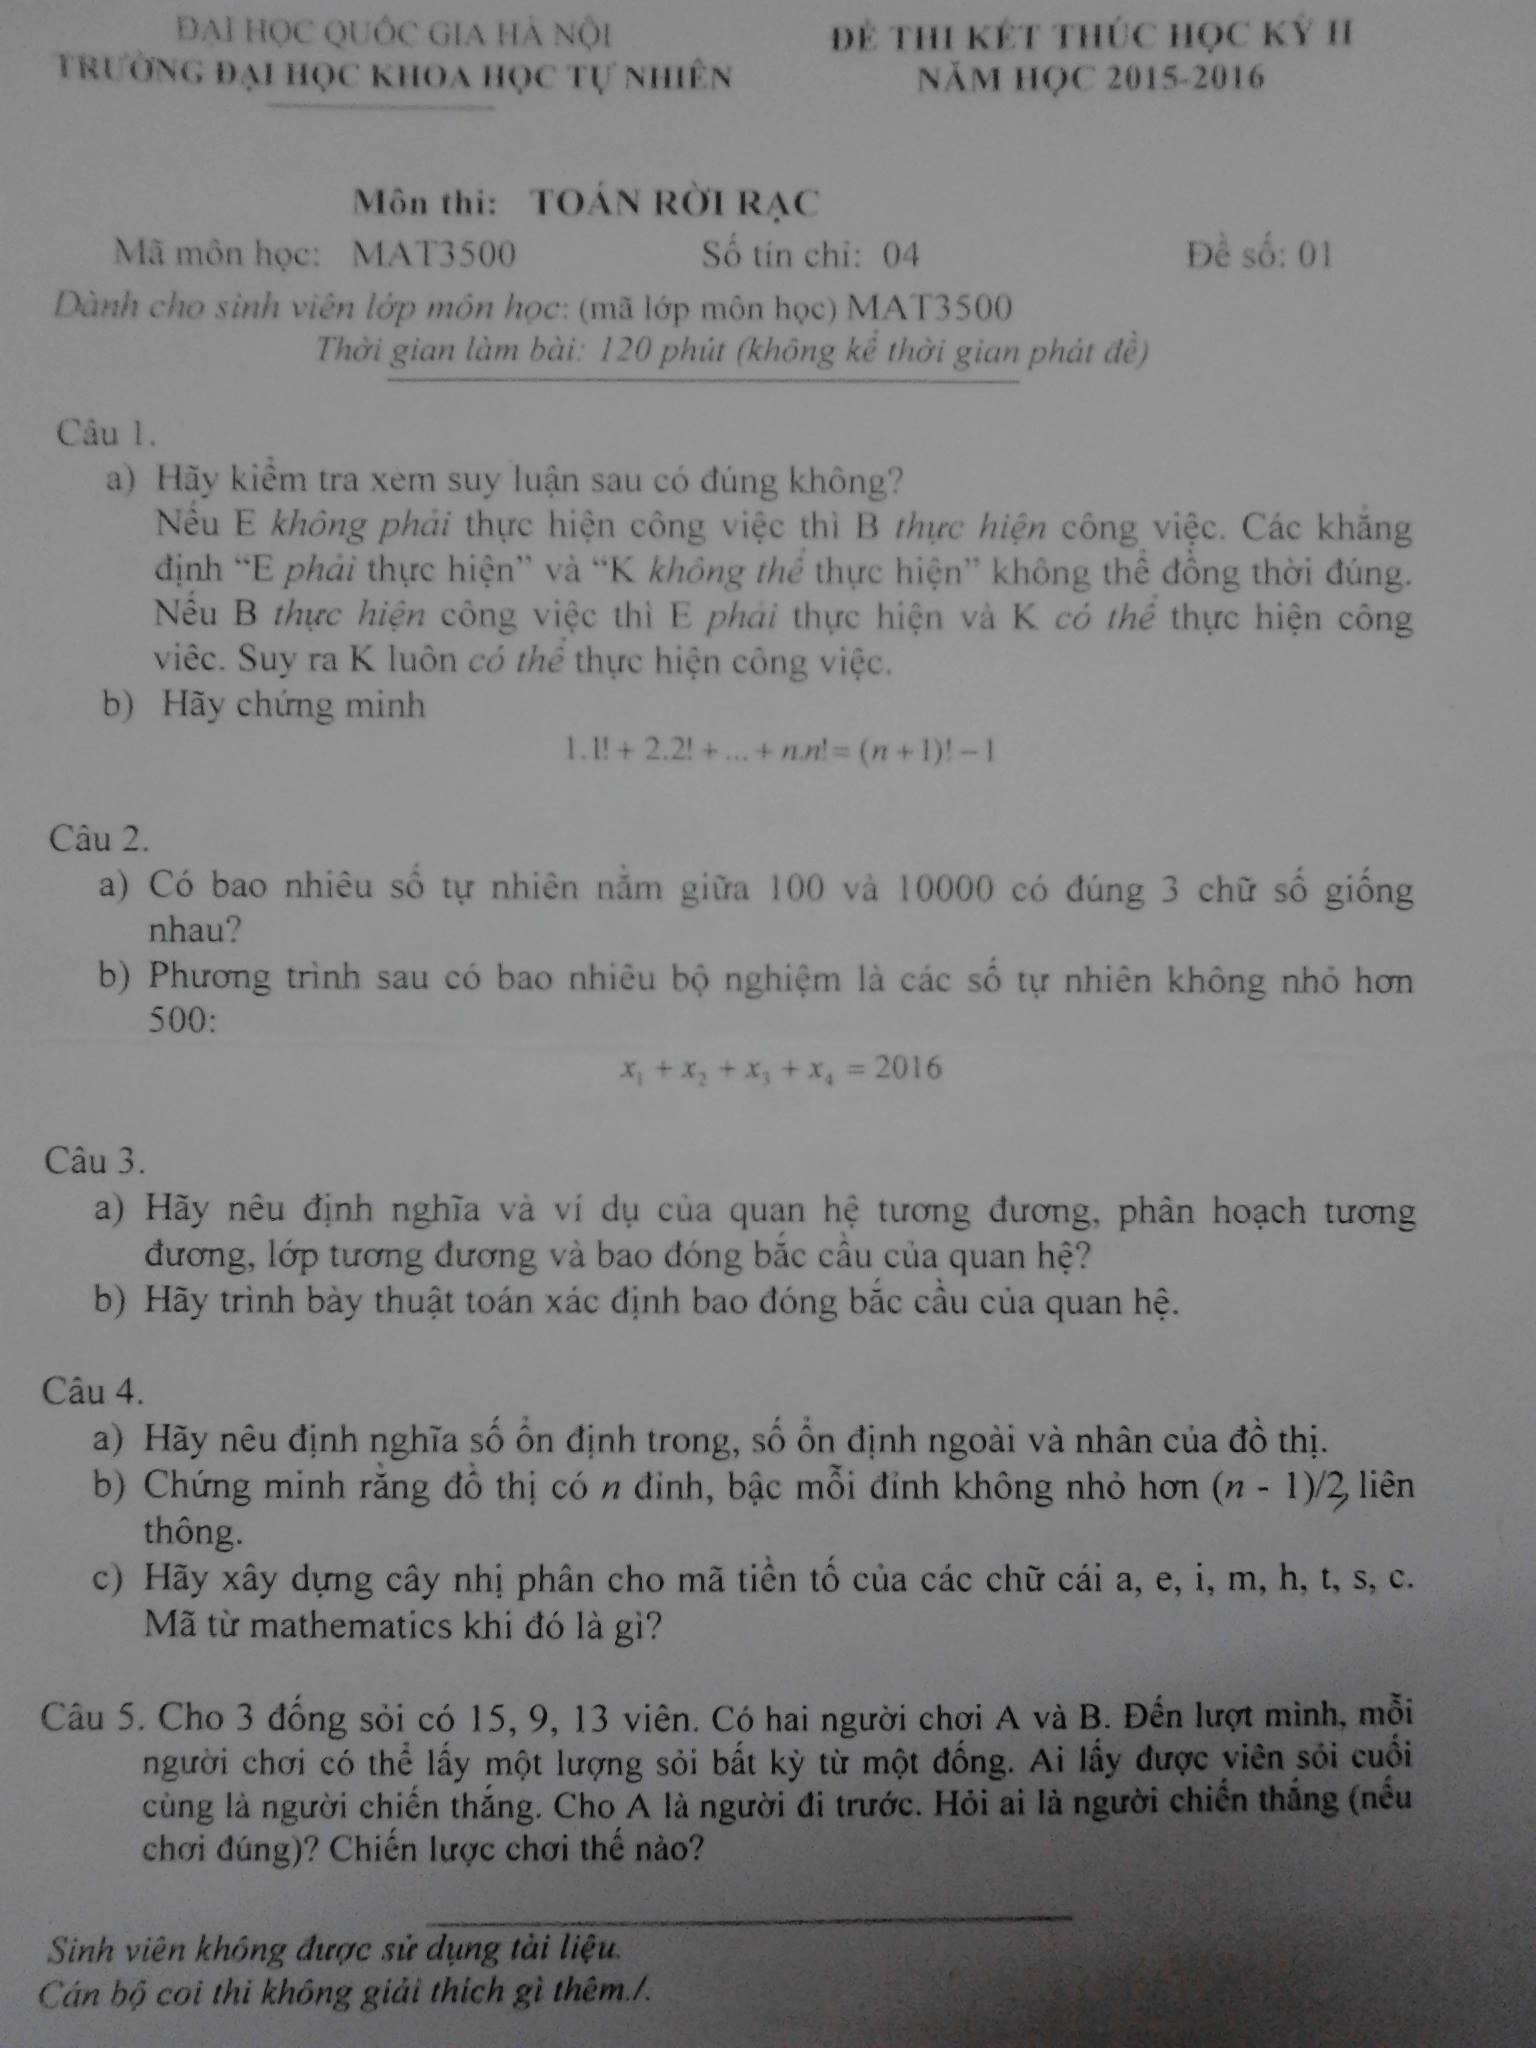 ĐẠI HỌC QUỐC GIA HÀ NỘI
TRƯỜNG ĐẠI HỌC KHOA HỌC TỰ NHIÊN
ĐỀ THI KẾT THÚC HỌC KỲ II
NĂM HỌC 2015-2016
Môn thi: TOÁN RỜI RẠC
Mã môn học: MAT3500 Số tín chỉ: 04 Đề số: 01
Dành cho sinh viên lớp môn học: (mã lớp môn học) MAT3500
Thời gian làm bài: 120 phút (không kể thời gian phát đề)
Câu 1.
a) Hãy kiểm tra xem suy luận sau có đúng không?
Nếu E không phải thực hiện công việc thì B thực hiện công việc. Các khẳng
định “E phải thực hiện” và “K không thể thực hiện” không thể đồng thời đúng.
Nếu B thực hiện công việc thì E phải thực hiện và K có thể thực hiện công
viêc. Suy ra K luôn có thể thực hiện công việc.
b) Hãy chứng minh
1.1! + 2.2! + ... + n.n! = (n + 1)! – 1
Câu 2.
a) Có bao nhiêu số tự nhiên nằm giữa 100 và 10000 có đúng 3 chữ số giống
nhau?
b) Phương trình sau có bao nhiêu bộ nghiệm là các số tự nhiên không nhỏ hơn
500:
x₁ + x₂ + x₃ + x₄ = 2016
Câu 3.
a) Hãy nêu định nghĩa và ví dụ của quan hệ tương đương, phân hoạch tương
đương, lớp tương đương và bao đóng bắc cầu của quan hệ?
b) Hãy trình bày thuật toán xác định bao đóng bắc cầu của quan hệ.
Câu 4.
a) Hãy nêu định nghĩa số ổn định trong, số ổn định ngoài và nhân của đồ thị.
b) Chứng minh rằng đồ thị có n đỉnh, bậc mỗi đỉnh không nhỏ hơn (n - 1)/2, liên
thông.
c) Hãy xây dựng cây nhị phân cho mã tiền tố của các chữ cái a, e, i, m, h, t, s, c.
Mã từ mathematics khi đó là gì?
Câu 5. Cho 3 đống sỏi có 15, 9, 13 viên. Có hai người chơi A và B. Đến lượt mình, mỗi
người chơi có thể lấy một lượng sỏi bất kỳ từ một đống. Ai lấy được viên sỏi cuối
cùng là người chiến thắng. Cho A là người đi trước. Hỏi ai là người chiến thắng (nếu
chơi đúng)? Chiến lược chơi thế nào?
Sinh viên không được sử dụng tài liệu.
Cán bộ coi thi không giải thích gì thêm./.